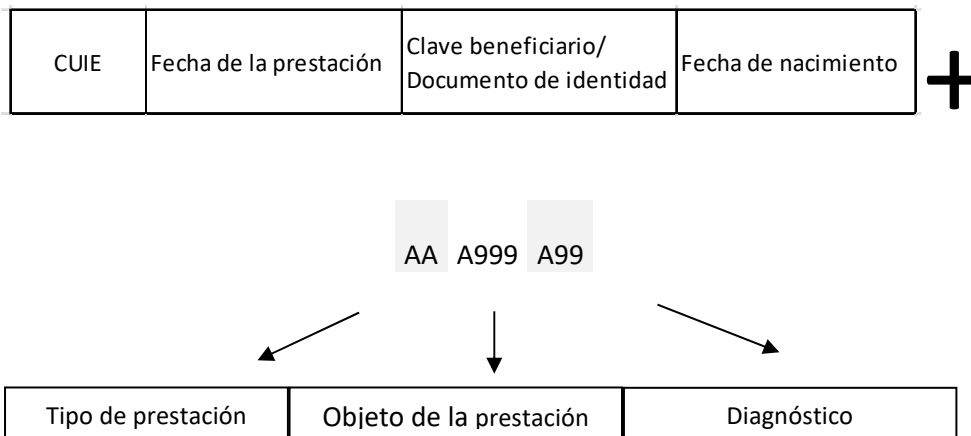 CUIE Fecha de la prestación Clave beneficiario/ Documento de identidad Fecha de nacimiento +
AA A999 A99
Tipo de prestación Objeto de la prestación Diagnóstico